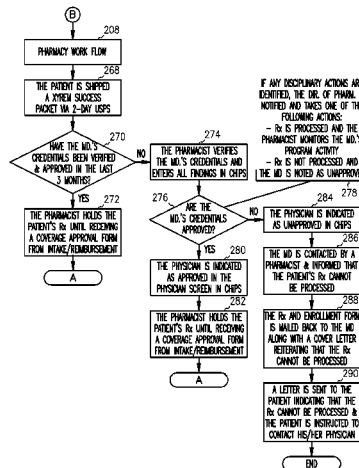 B
208
PHARMACY WORK FLOW
268
THE PATIENT IS SHIPPED
A XYREM SUCCESS
PACKET VIA 2-DAY USPS
270
HAVE THE MD.'S
CREDENTIALS BEEN VERIFIED
& APPROVED IN THE LAST
3 MONTHS?
NO
YES
272
THE PHARMACIST HOLDS THE
PATIENT'S Rx UNTIL RECEIVING
A COVERAGE APPROVAL FORM
FROM INTAKE/REIMBURSEMENT
A
274
THE PHARMACIST VERIFIES
THE MD.'S CREDENTIALS AND
ENTERS ALL FINDINGS IN CHIPS
276
ARE THE
MD.'S CREDENTIALS
APPROVED?
NO
YES
280
THE PHYSICIAN IS INDICATED
AS APPROVED IN THE
PHYSICIAN SCREEN IN CHIPS
282
THE PHARMACIST HOLDS THE
PATIENT'S Rx UNTIL RECEIVING
A COVERAGE APPROVAL FORM
FROM INTAKE/REIMBURSEMENT
A
IF ANY DISCIPLINARY ACTIONS ARE
IDENTIFIED, THE DIR. OF PHARM. I
NOTIFIED AND TAKES ONE OF TH
FOLLOWING ACTIONS:
- Rx IS PROCESSED AND THE
PHARMACIST MONITORS THE MD.'S
PROGRAM ACTIVITY
- Rx IS NOT PROCESSED AND
THE MD IS NOTED AS UNAPPROVE
278
284
THE PHYSICIAN IS INDICATED
AS UNAPPROVED IN CHIPS
286
THE MD IS CONTACTED BY A
PHARMACIST & INFORMED THAT
THE PATIENT'S Rx CANNOT
BE PROCESSED
288
THE Rx AND ENROLLMENT FORM
IS MAILED BACK TO THE MD
ALONG WITH A COVER LETTER
REITERATING THAT THE Rx
CANNOT BE PROCESSED
290
A LETTER IS SENT TO THE
PATIENT INDICATING THAT THE
Rx CANNOT BE PROCESSED &
THE PATIENT IS INSTRUCTED TO
CONTACT HIS/HER PHYSICIAN
END